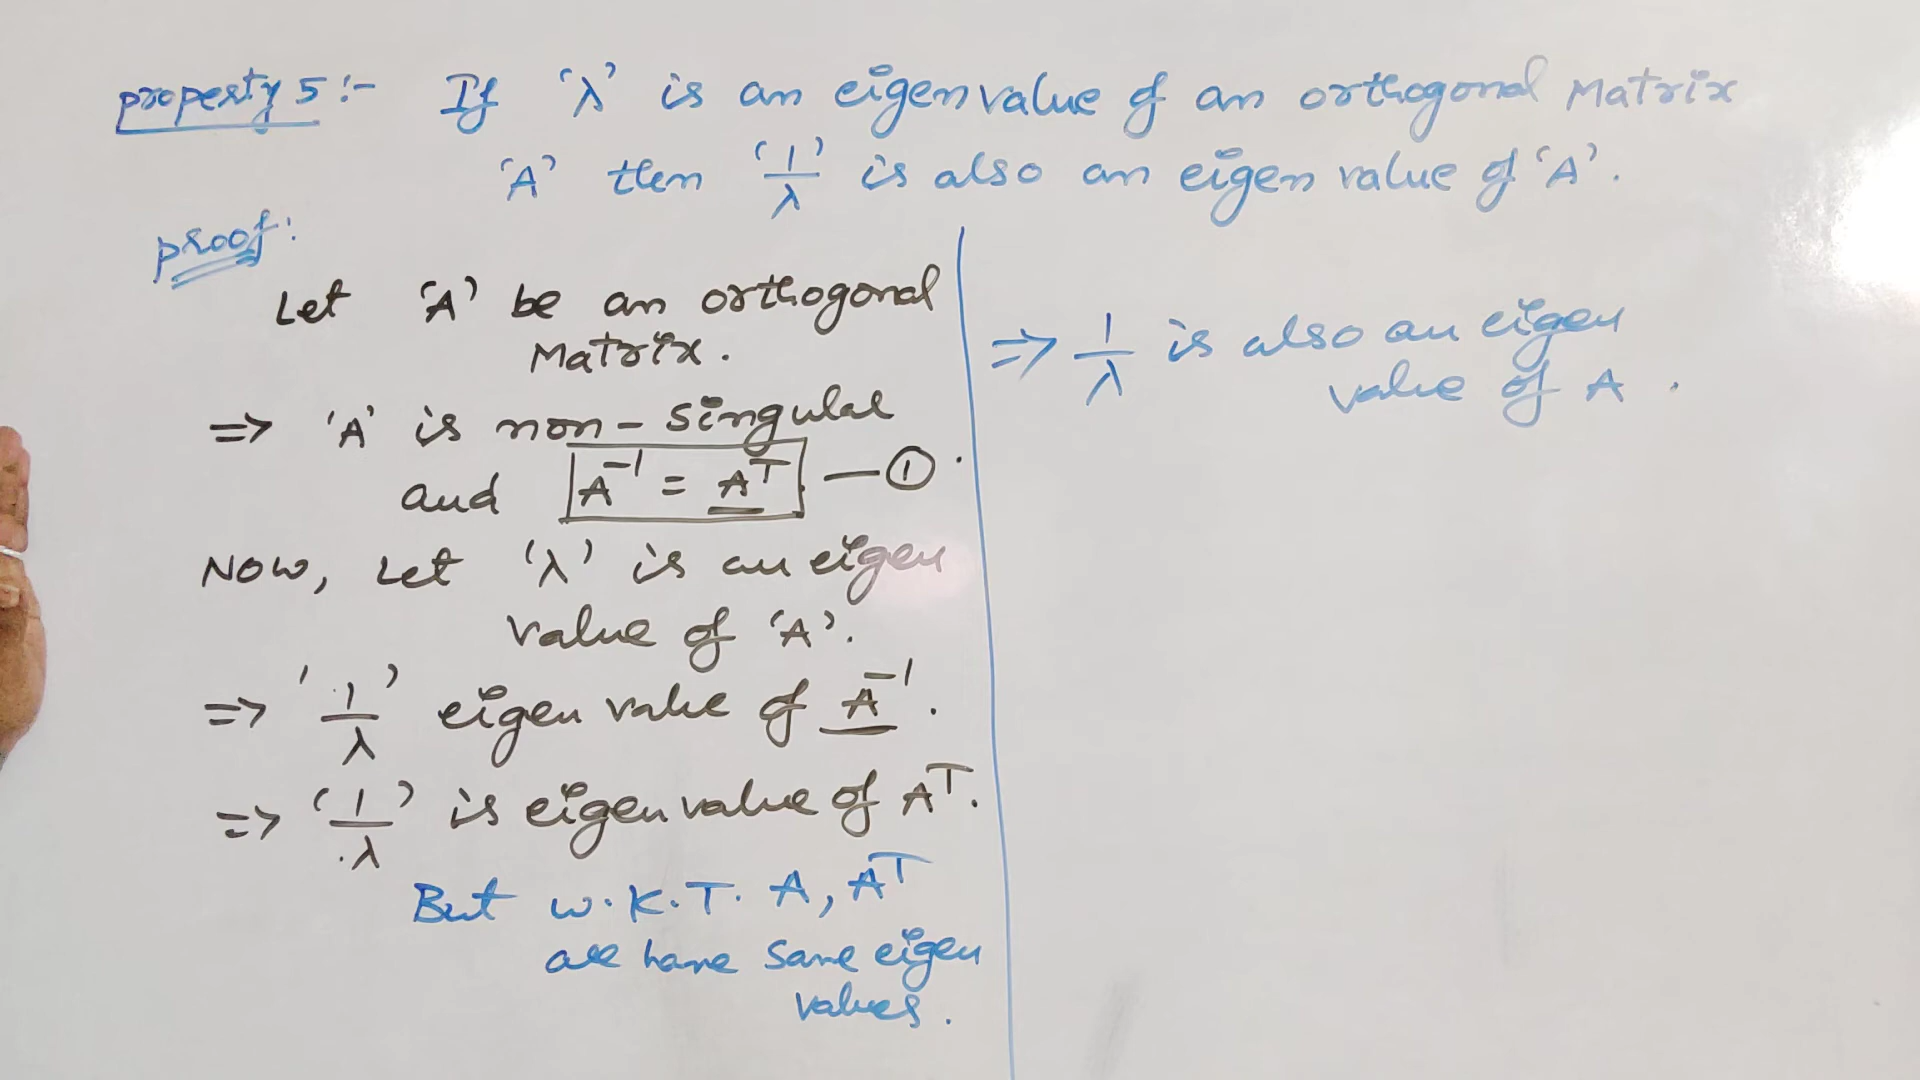 property 5 :- If 'λ' is an eigen value of an orthogonal Matrix
'A' then '1/λ' is also an eigen value of 'A'.
proof:
Let 'A' be an orthogonal
Matrix.
⇒ 'A' is non-singular
and A⁻¹ = Aᵀ — ①.
Now, Let 'λ' is an eigen
value of 'A'.
⇒ '1/λ' eigen value of A⁻¹.
⇒ '1/λ' is eigen value of Aᵀ.
But w.K.T. A, Aᵀ
are have same eigen
values.
⇒ 1/λ is also an eigen
value of A.